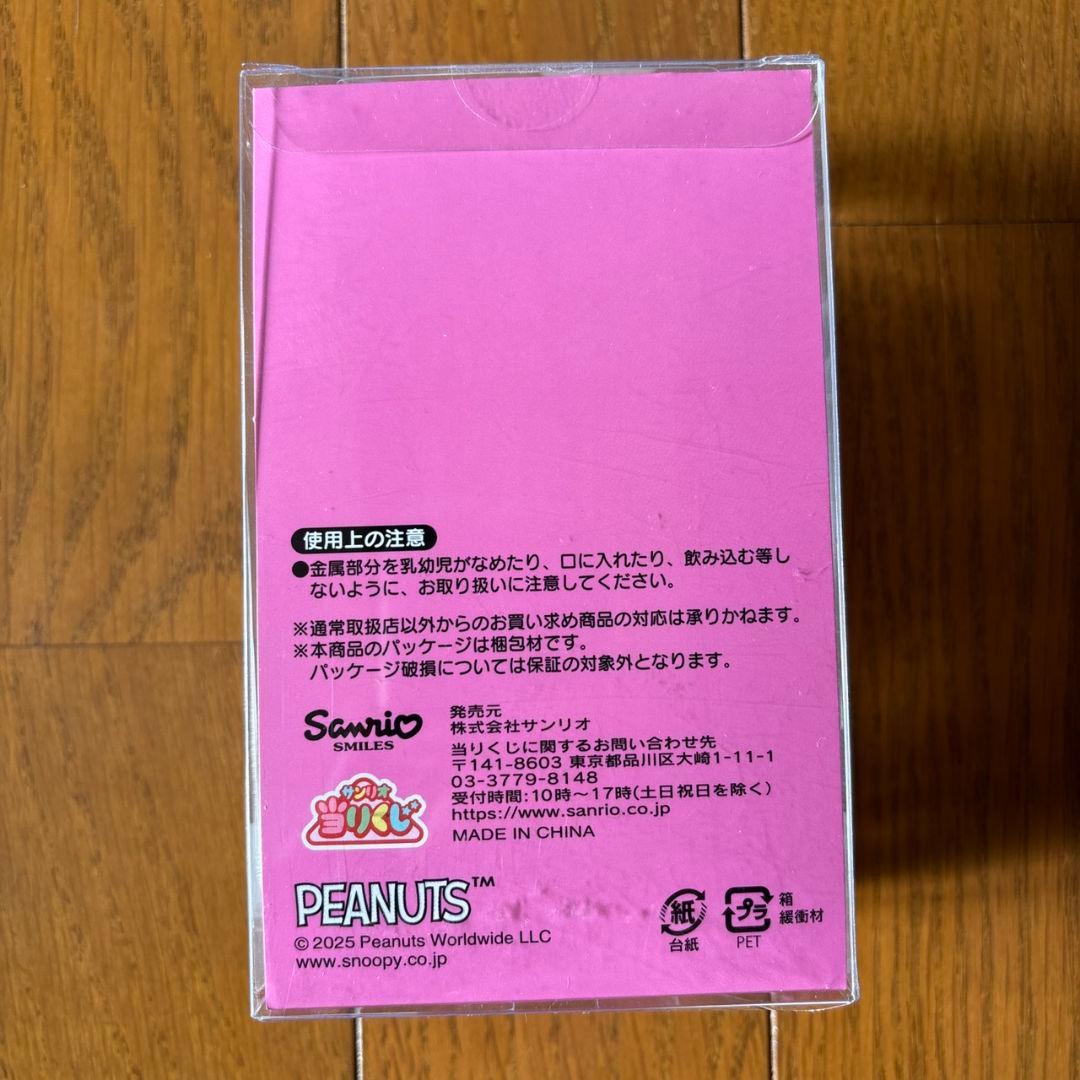 使用上の注意
●金属部分を乳幼児がなめたり、口に入れたり、飲み込む等し
ないように、お取り扱いに注意してください。
※通常取扱店以外からのお買い求め商品の対応は承りかねます。
※本商品のパッケージは梱包材です。
パッケージ破損については保証の対象外となります。
Sanrio
SMILES
サンリオ
当りくじ
発売元
株式会社サンリオ
当りくじに関するお問い合わせ先
〒141-8603 東京都品川区大崎1-11-1
03-3779-8148
受付時間:10時〜17時(土日祝日を除く)
https://www.sanrio.co.jp
MADE IN CHINA
PEANUTS™
© 2025 Peanuts Worldwide LLC
www.snoopy.co.jp
紙
台紙
プラ
PET
箱
緩衝材